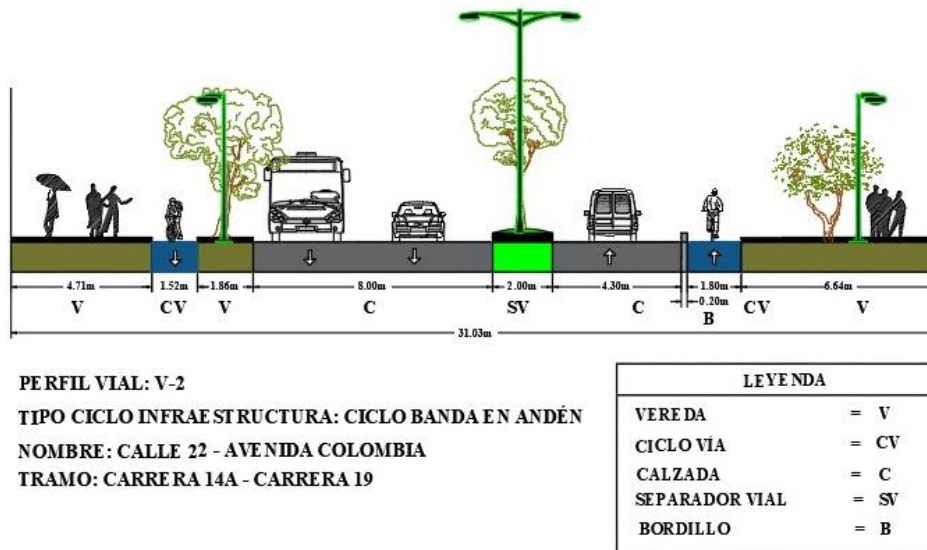 4.71m 1.52m 1.86m 8.00m 2.00m 4.30m 1.80m 6.64m
0.20m
V CV V C SV C B CV V
31.03m
PERFIL VIAL: V-2
TIPO CICLO INFRAESTRUCTURA: CICLO BANDA EN ANDÉN
NOMBRE: CALLE 22 - AVENIDA COLOMBIA
TRAMO: CARRERA 14A - CARRERA 19
LEYENDA
VEREDA = V
CICLO VÍA = CV
CALZADA = C
SEPARADOR VIAL = SV
BORDILLO = B